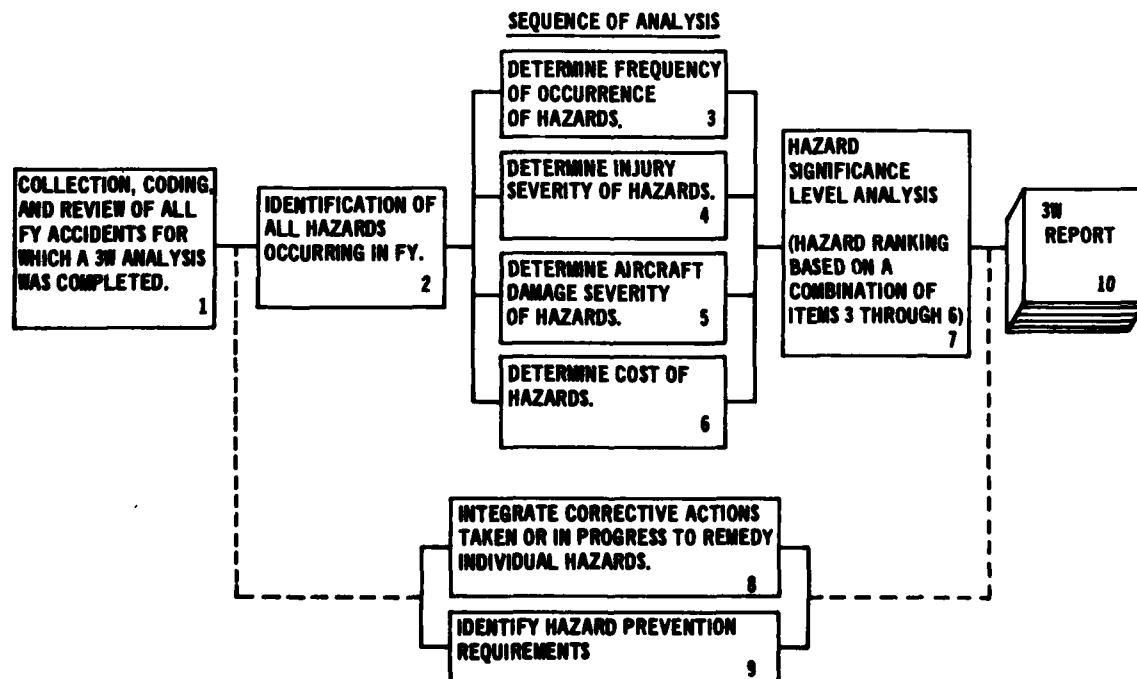 SEQUENCE OF ANALYSIS
COLLECTION, CODING,
AND REVIEW OF ALL
FY ACCIDENTS FOR
WHICH A 3W ANALYSIS
WAS COMPLETED.
1
IDENTIFICATION OF
ALL HAZARDS
OCCURRING IN FY.
2
DETERMINE FREQUENCY
OF OCCURRENCE
OF HAZARDS.
3
DETERMINE INJURY
SEVERITY OF HAZARDS.
4
DETERMINE AIRCRAFT
DAMAGE SEVERITY
OF HAZARDS.
5
DETERMINE COST OF
HAZARDS.
6
HAZARD
SIGNIFICANCE
LEVEL ANALYSIS
(HAZARD RANKING
BASED ON A
COMBINATION OF
ITEMS 3 THROUGH 6)
7
INTEGRATE CORRECTIVE ACTIONS
TAKEN OR IN PROGRESS TO REMEDY
INDIVIDUAL HAZARDS.
8
IDENTIFY HAZARD PREVENTION
REQUIREMENTS
9
3W
REPORT
10